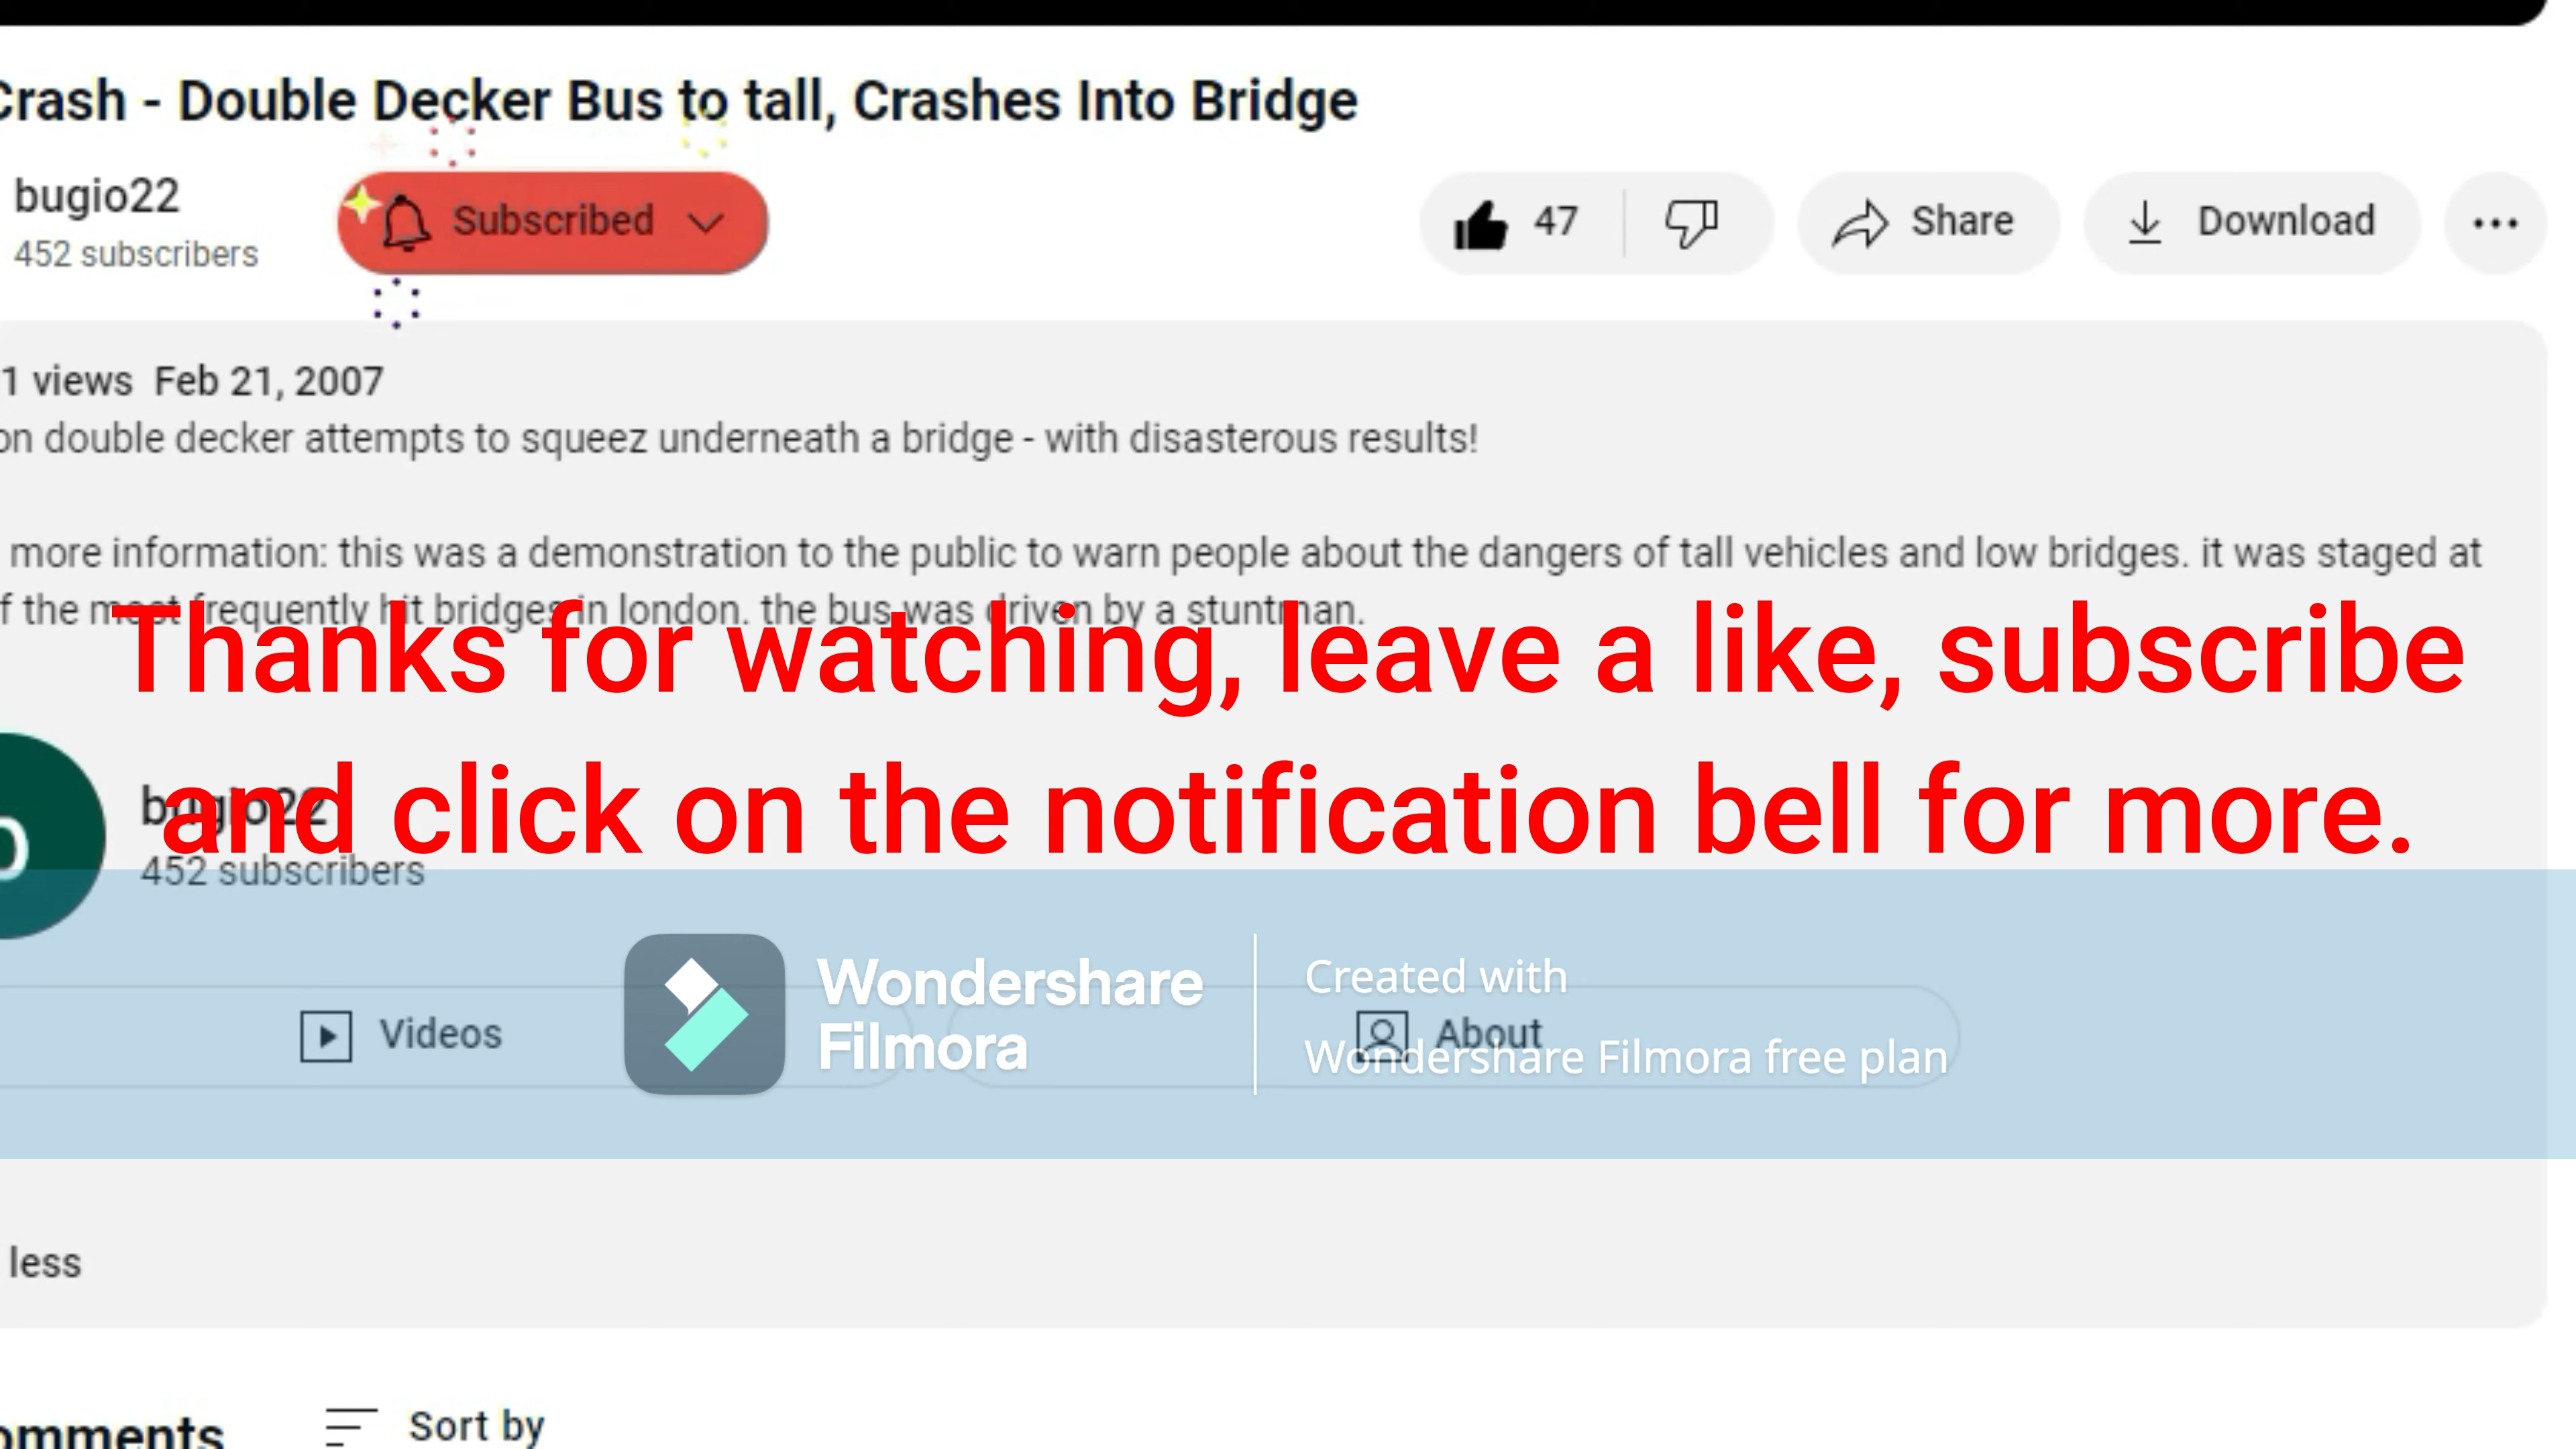 Crash - Double Decker Bus to tall, Crashes Into Bridge
bugio22
452 subscribers
Subscribed
47
Share
Download
1 views Feb 21, 2007
on double decker attempts to squeez underneath a bridge - with disasterous results!
more information: this was a demonstration to the public to warn people about the dangers of tall vehicles and low bridges. it was staged at
f the most frequently hit bridges in london. the bus was driven by a stuntman.
Thanks for watching, leave a like, subscribe
and click on the notification bell for more.
bugio22
452 subscribers
Videos
About
Wondershare
Filmora
Created with
Wondershare Filmora free plan
less
omments
Sort by